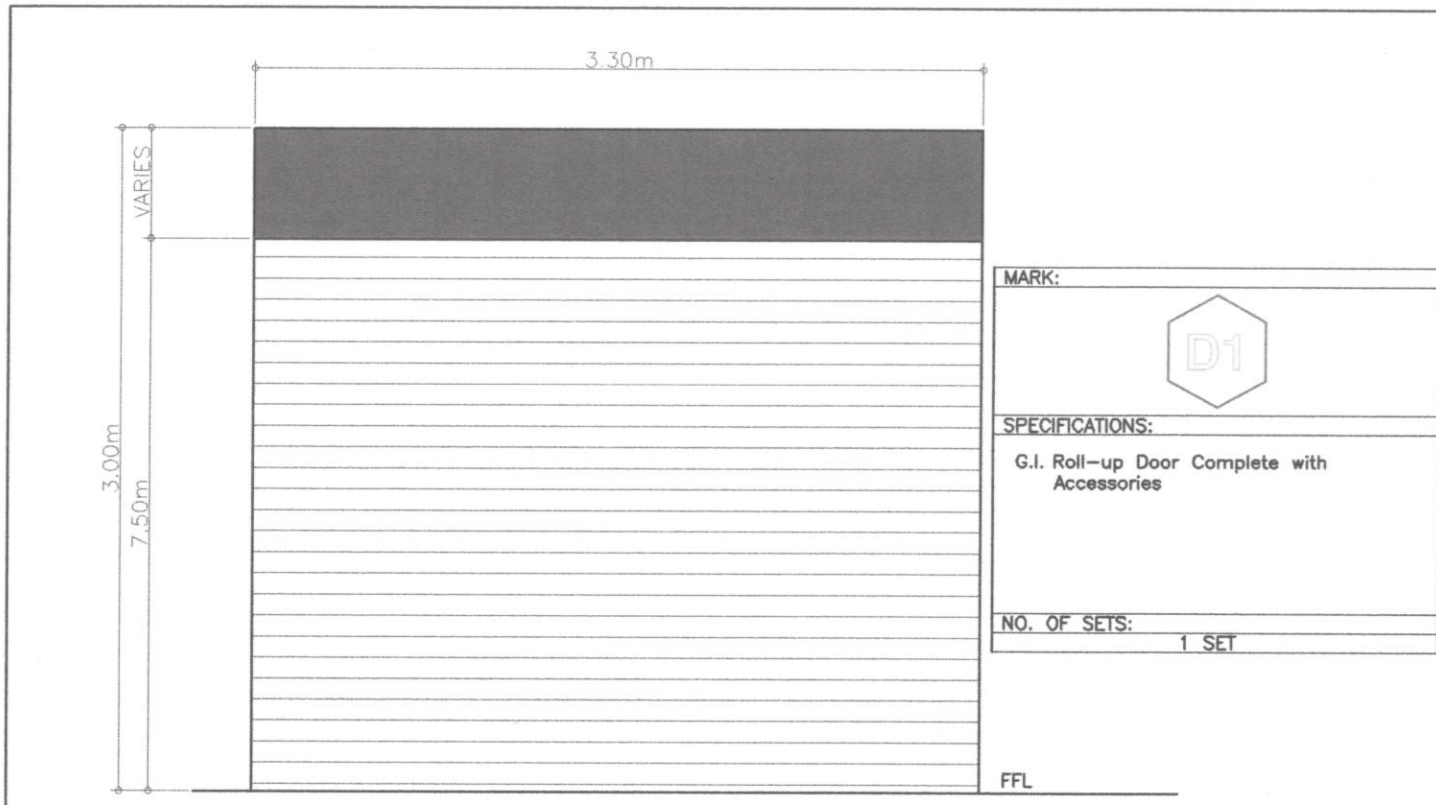 3.30m
VARIES
3.00m
7.50m
MARK:
D1
SPECIFICATIONS:
G.I. Roll-up Door Complete with
Accessories
NO. OF SETS:
1 SET
FFL